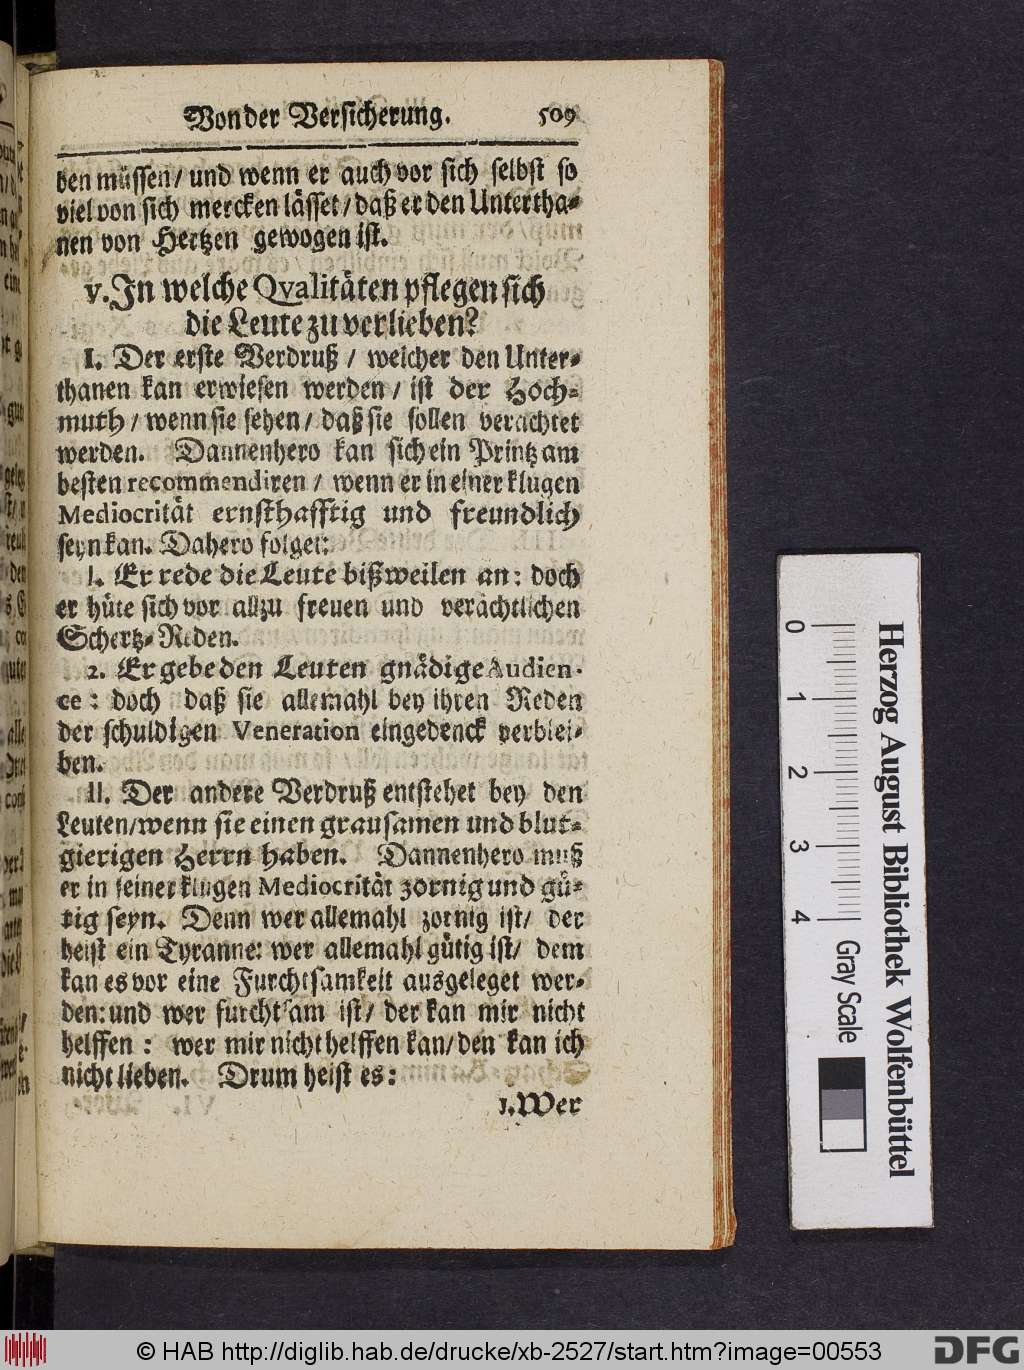 Von der Versicherung. 509
ben müssen/ und wenn er auch vor sich selbst so
viel von sich mercken lässet/ daß er den Untertha-
nen von Hertzen gewogen ist.
V. In welche Qvalitäten pflegen sich
die Leute zu verlieben?
I. Der erste Verdruß / welcher den Unter-
thanen kan erwiesen werden/ ist der Hoch-
muth/ wenn sie sehen/ daß sie sollen verachtet
werden. Dannenhero kan sich ein Printz am
besten recommendiren/ wenn er in einer klugen
Mediocrität ernsthafftig und freundlich
seyn kan. Dahero folget:
1. Er rede die Leute bißweilen an: doch
er hüte sich vor allzu freuen und verächtlichen
Schertz-Reden.
2. Er gebe den Leuten gnädige Audien-
ce: doch daß sie allemahl bey ihren Reden
der schuldigen Veneration eingedenck verblei-
ben.
II. Der andere Verdruß entstehet bey den
Leuten/ wenn sie einen grausamen und blut-
gierigen Herrn haben. Dannenhero muß
er in seiner klugen Mediocrität zornig und gü-
tig seyn. Denn wer allemahl zornig ist/ der
heist ein Tyranne: wer allemahl gütig ist/ dem
kan es vor eine Furchtsamkeit ausgeleget wer-
den: und wer furchtsam ist/ der kan mir nicht
helffen: wer mir nicht helffen kan/ den kan ich
nicht lieben. Drum heist es:
1. Wer
0 1 2 3 4
Herzog August Bibliothek Wolfenbüttel
Gray Scale
© HAB http://diglib.hab.de/drucke/xb-2527/start.htm?image=00553
DFG